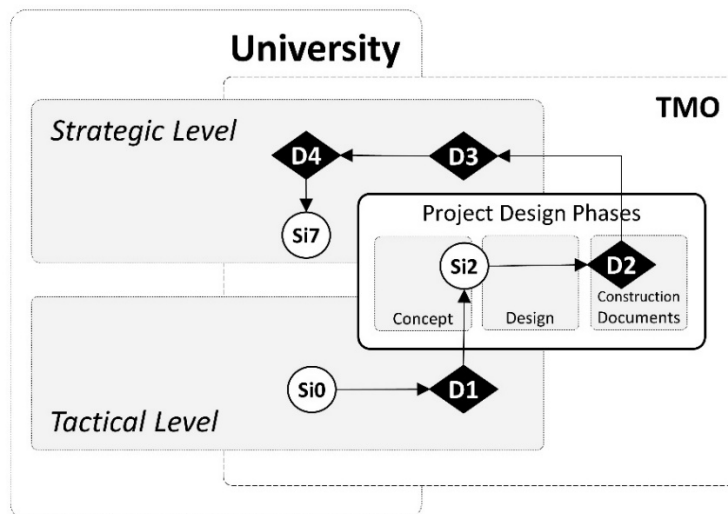 University
TMO
Strategic Level
D4
D3
Si7
Project Design Phases
Si2
D2
Concept
Design
Construction
Documents
Si0
D1
Tactical Level